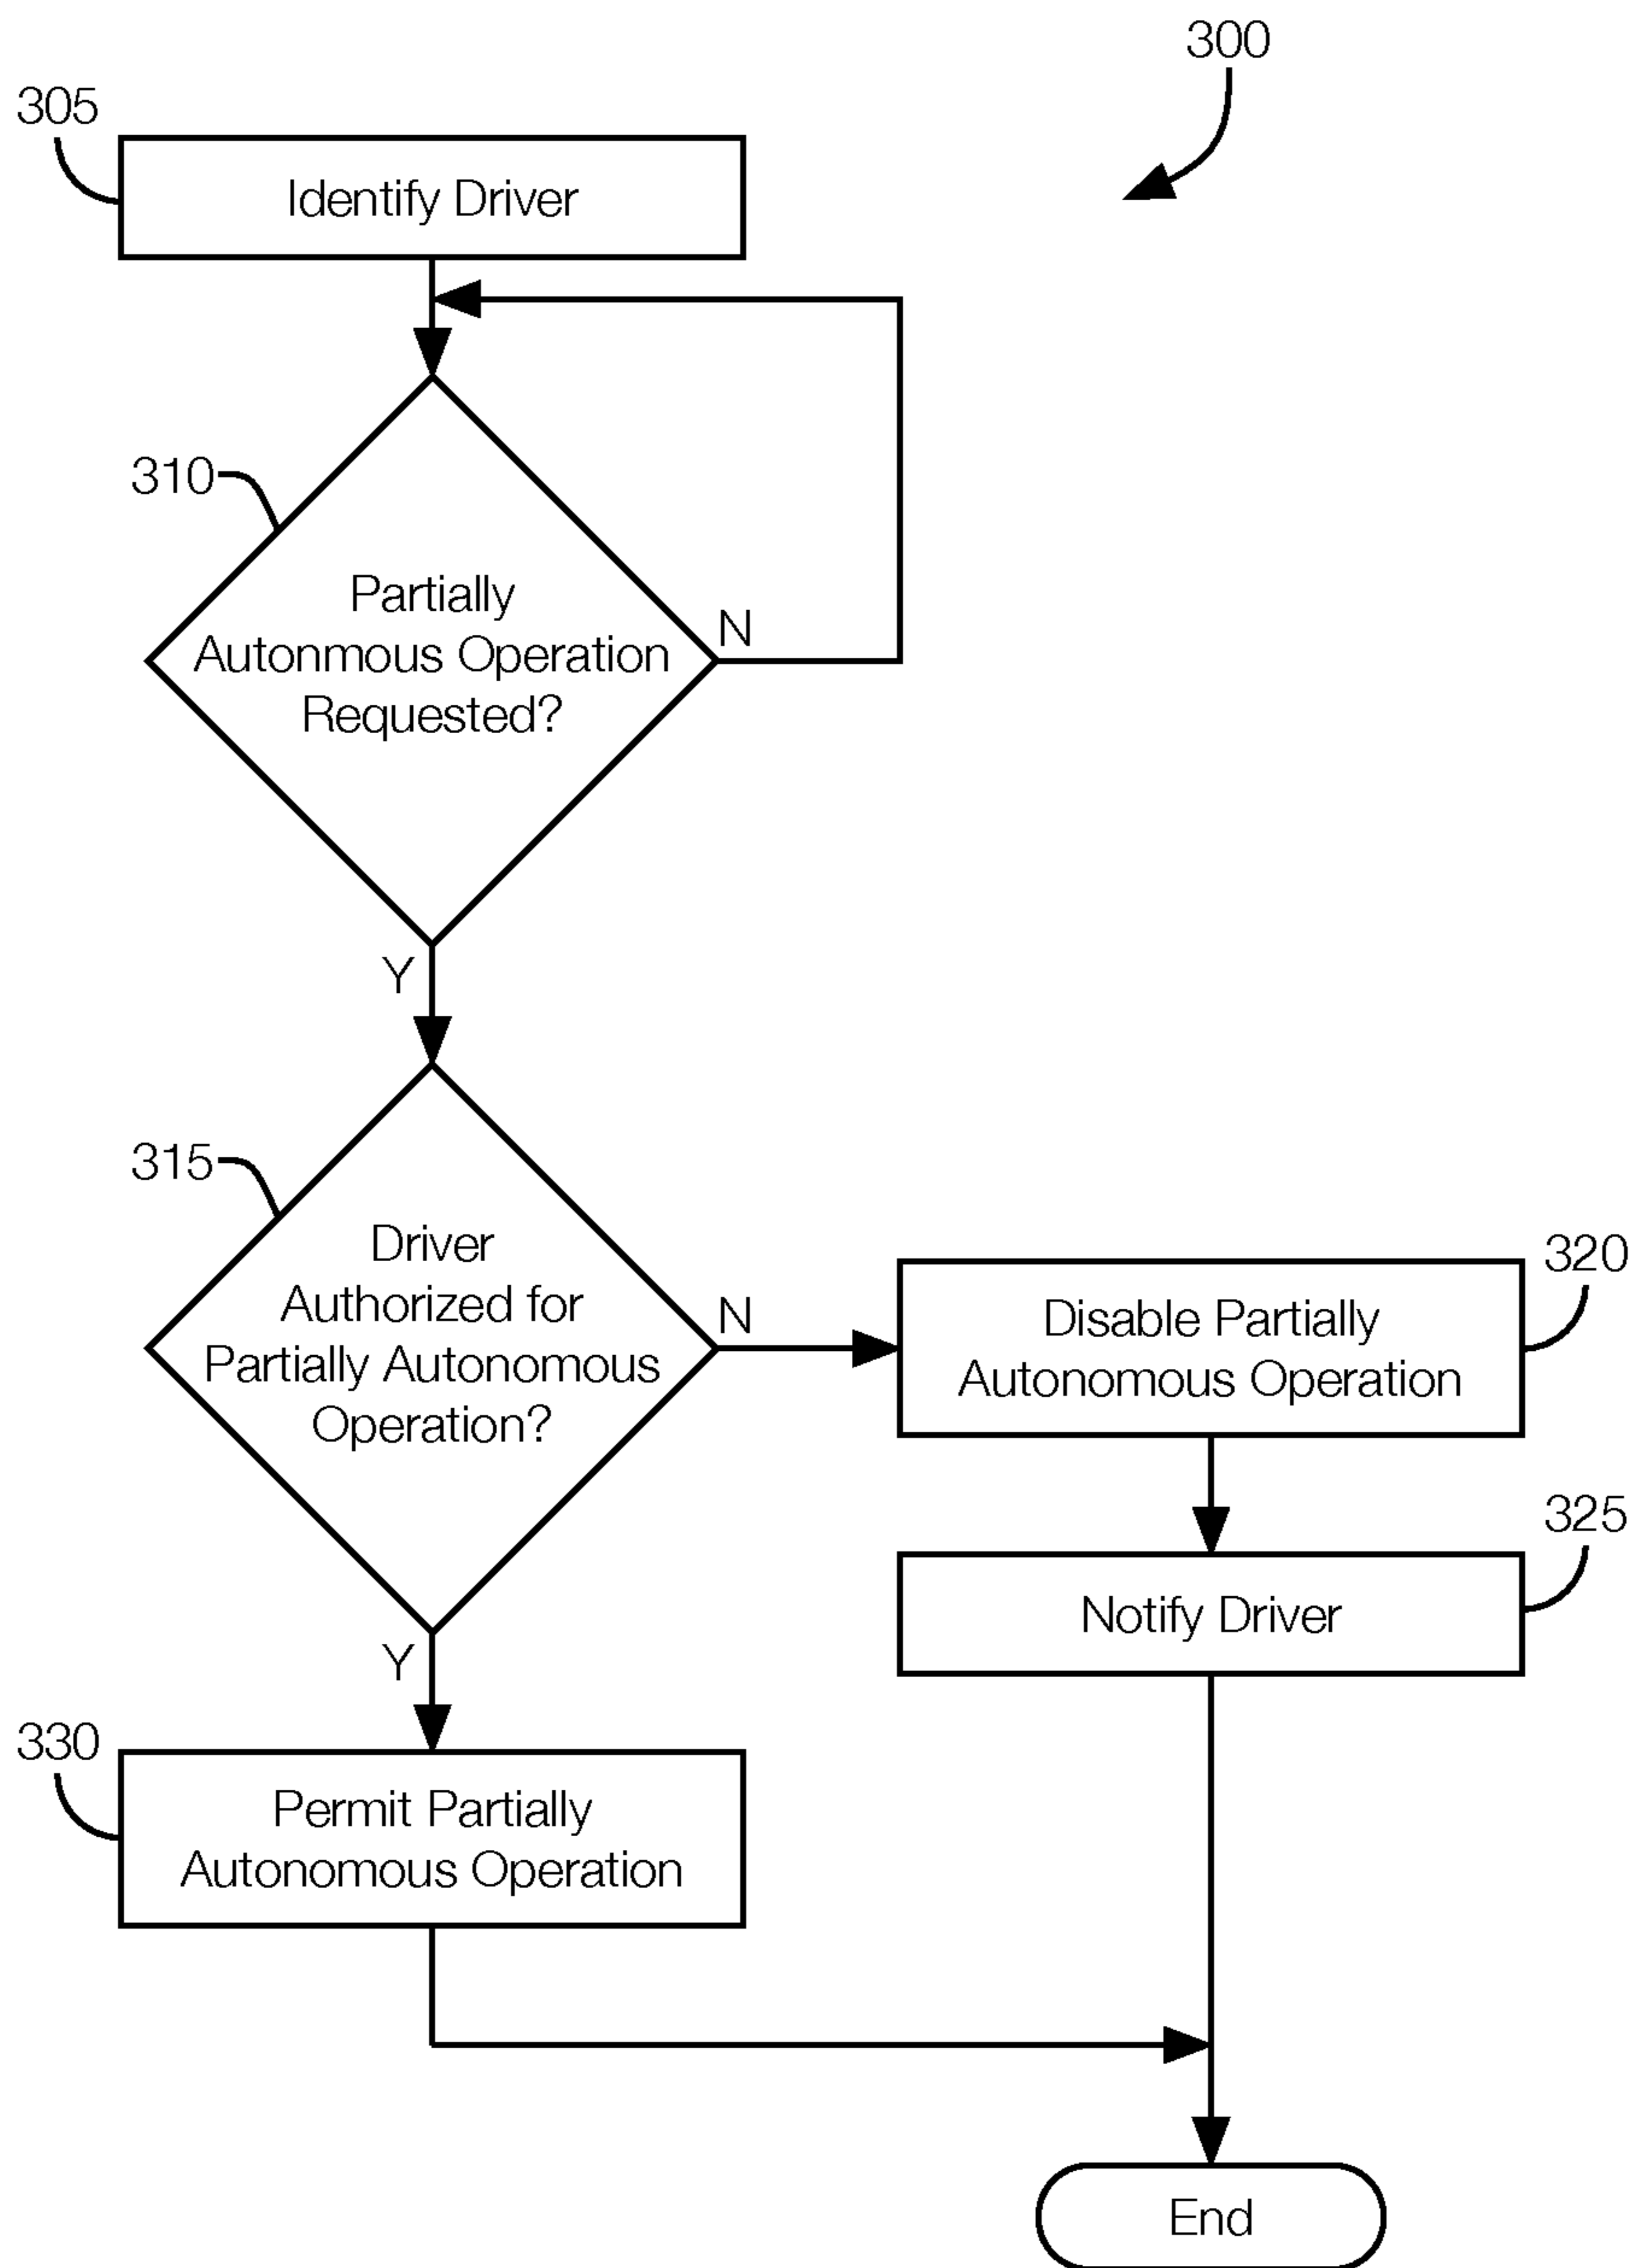 300
305
Identify Driver
310
Partially
Autonmous Operation
Requested?
N
Y
315
Driver
Authorized for
Partially Autonomous
Operation?
N
320
Disable Partially
Autonomous Operation
325
Notify Driver
Y
330
Permit Partially
Autonomous Operation
End